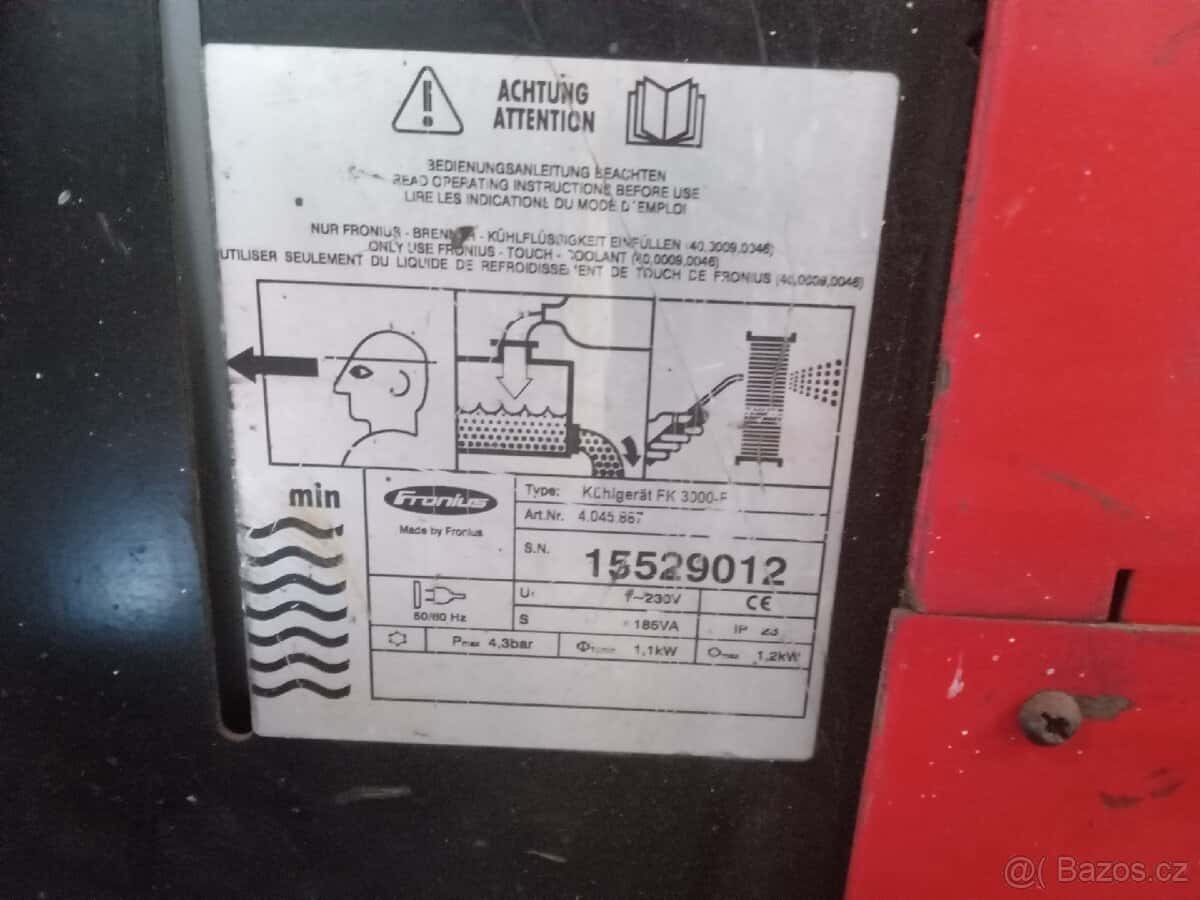 ACHTUNG
ATTENTION
BEDIENUNGSANLEITUNG BEACHTEN
READ OPERATING INSTRUCTIONS BEFORE USE
LIRE LES INDICATIONS DU MODE D'EMPLOI
NUR FRONIUS - BRENNER - KÜHLFLÜSSIGKEIT EINFÜLLEN (40,0009,0046)
ONLY USE FRONIUS - TOUCH - COOLANT (40,0009,0046)
UTILISER SEULEMENT DU LIQUIDE DE REFROIDISSEMENT DE TOUCH DE FRONIUS (40,0009,0046)
min
Fronius
Made by Fronius
Type: Kühlgerät FK 3000-R
Art.Nr. 4.045.867
S.N. 15529012
50/60 Hz
U1 1~230V
CE
S 185VA
IP 23
Pmax 4,3bar
1,1kW
max 1,2kW
@( Bazos.cz